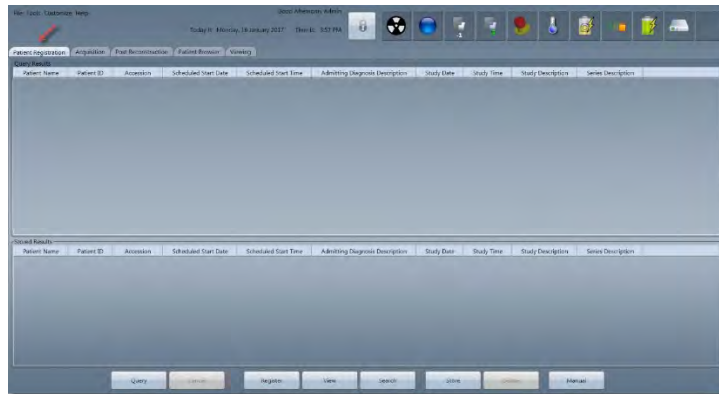 File Tools Customize Help
Good Afternoon, Admin
Today Is Monday, 16 January 2017 Time Is 3:57 PM
Patient Registration Acquisition Post Reconstruction Patient Browser Viewing
Query Results
Patient Name Patient ID Accession Scheduled Start Date Scheduled Start Time Admitting Diagnosis Description Study Date Study Time Study Description Series Description
Stored Results
Patient Name Patient ID Accession Scheduled Start Date Scheduled Start Time Admitting Diagnosis Description Study Date Study Time Study Description Series Description
Query Cancel Register View Search Store Delete Manual